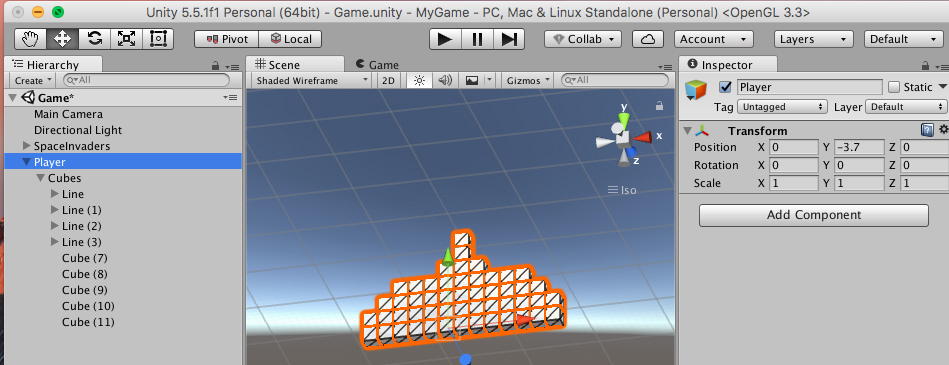 Unity 5.5.1f1 Personal (64bit) - Game.unity - MyGame - PC, Mac & Linux Standalone (Personal) <OpenGL 3.3>
Pivot Local Collab Account Layers Default
Hierarchy
Create All
Game*
Main Camera
Directional Light
SpaceInvaders
Player
Cubes
Line
Line (1)
Line (2)
Line (3)
Cube (7)
Cube (8)
Cube (9)
Cube (10)
Cube (11)
Scene Game
Shaded Wireframe 2D Gizmos All
y
x
z
Iso
Inspector
Player Static
Tag Untagged Layer Default
Transform
Position X 0 Y -3.7 Z 0
Rotation X 0 Y 0 Z 0
Scale X 1 Y 1 Z 1
Add Component